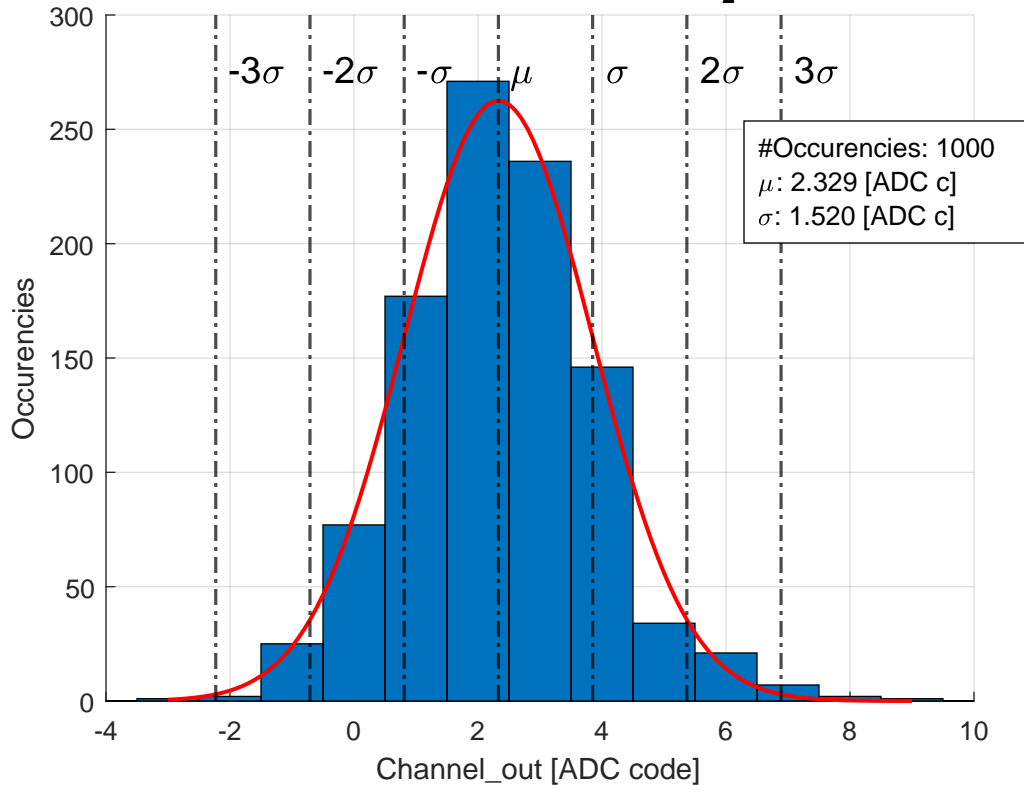 300
250
200
150
100
50
0
-4
-2
0
2
4
6
8
10
-3σ
-2σ
-σ
μ
σ
2σ
3σ
#Occurencies: 1000
μ: 2.329 [ADC c]
σ: 1.520 [ADC c]
Occurencies
Channel_out [ADC code]